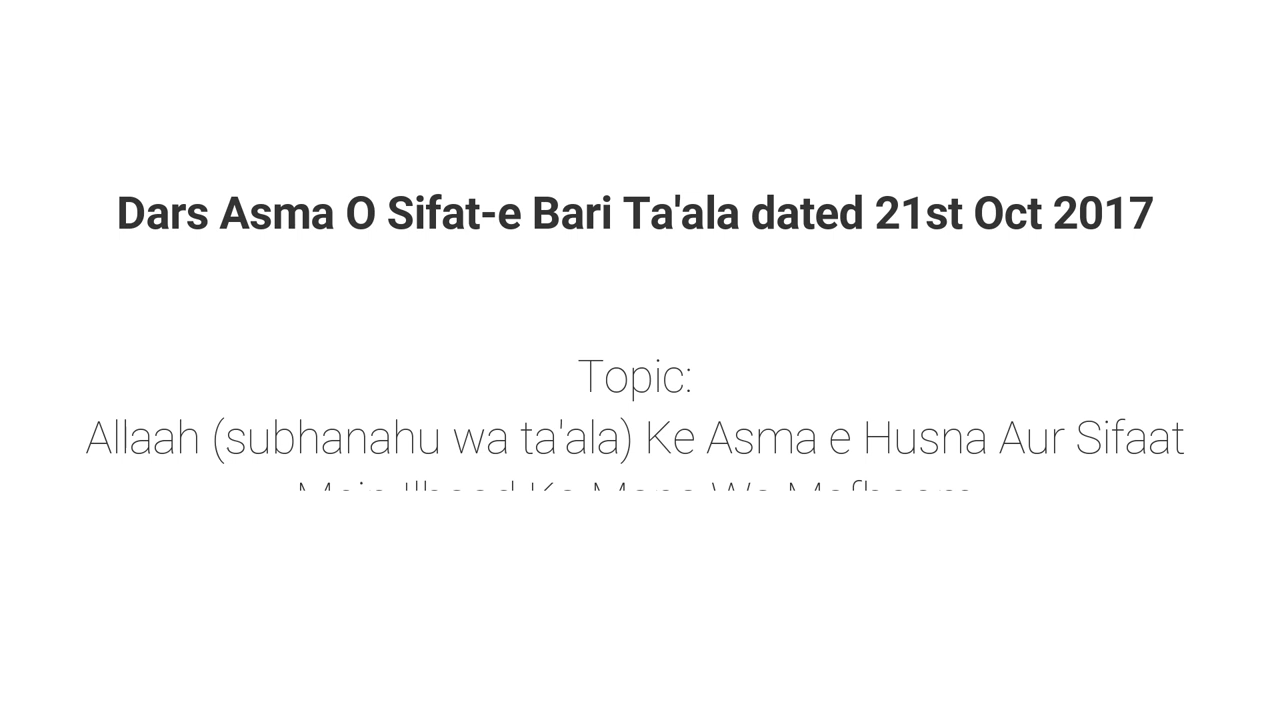 Dars Asma O Sifat-e Bari Ta'ala dated 21st Oct 2017
Topic:
Allaah (subhanahu wa ta'ala) Ke Asma e Husna Aur Sifaat